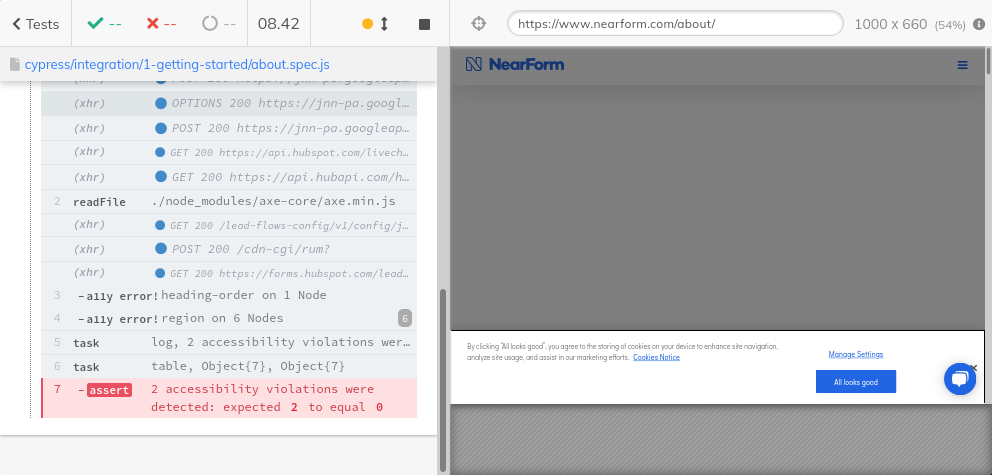 Tests
--
--
--
08.42
https://www.nearform.com/about/
1000 x 660 (54%)
cypress/integration/1-getting-started/about.spec.js
NearForm
(xhr)
(xhr) OPTIONS 200 https://jnn-pa.googl…
(xhr) POST 200 https://jnn-pa.googleap…
(xhr) GET 200 https://api.hubspot.com/livech…
(xhr) GET 200 https://api.hubapi.com/h…
2 readFile ./node_modules/axe-core/axe.min.js
(xhr) GET 200 /lead-flows-config/v1/config/j…
(xhr) POST 200 /cdn-cgi/rum?
(xhr) GET 200 https://forms.hubspot.com/lead…
3 -a11y error! heading-order on 1 Node
4 -a11y error! region on 6 Nodes 6
5 task log, 2 accessibility violations wer…
6 task table, Object{7}, Object{7}
7 -assert 2 accessibility violations were
detected: expected 2 to equal 0
By clicking "All looks good", you agree to the storing of cookies on your device to enhance site navigation,
analyze site usage, and assist in our marketing efforts. Cookies Notice
Manage Settings
All looks good